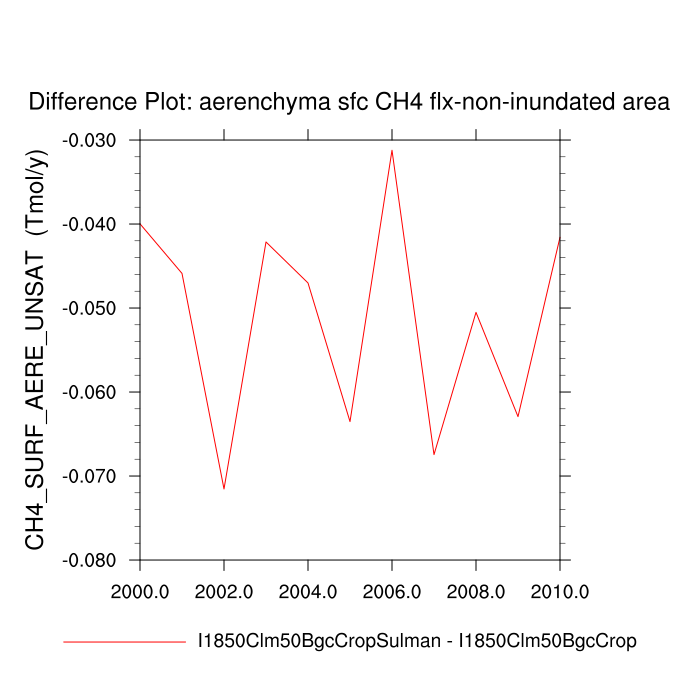 Difference Plot: aerenchyma sfc CH4 flx-non-inundated area
CH4_SURF_AERE_UNSAT (Tmol/y)
-0.030
-0.040
-0.050
-0.060
-0.070
-0.080
2000.0 2002.0 2004.0 2006.0 2008.0 2010.0
I1850Clm50BgcCropSulman - I1850Clm50BgcCrop